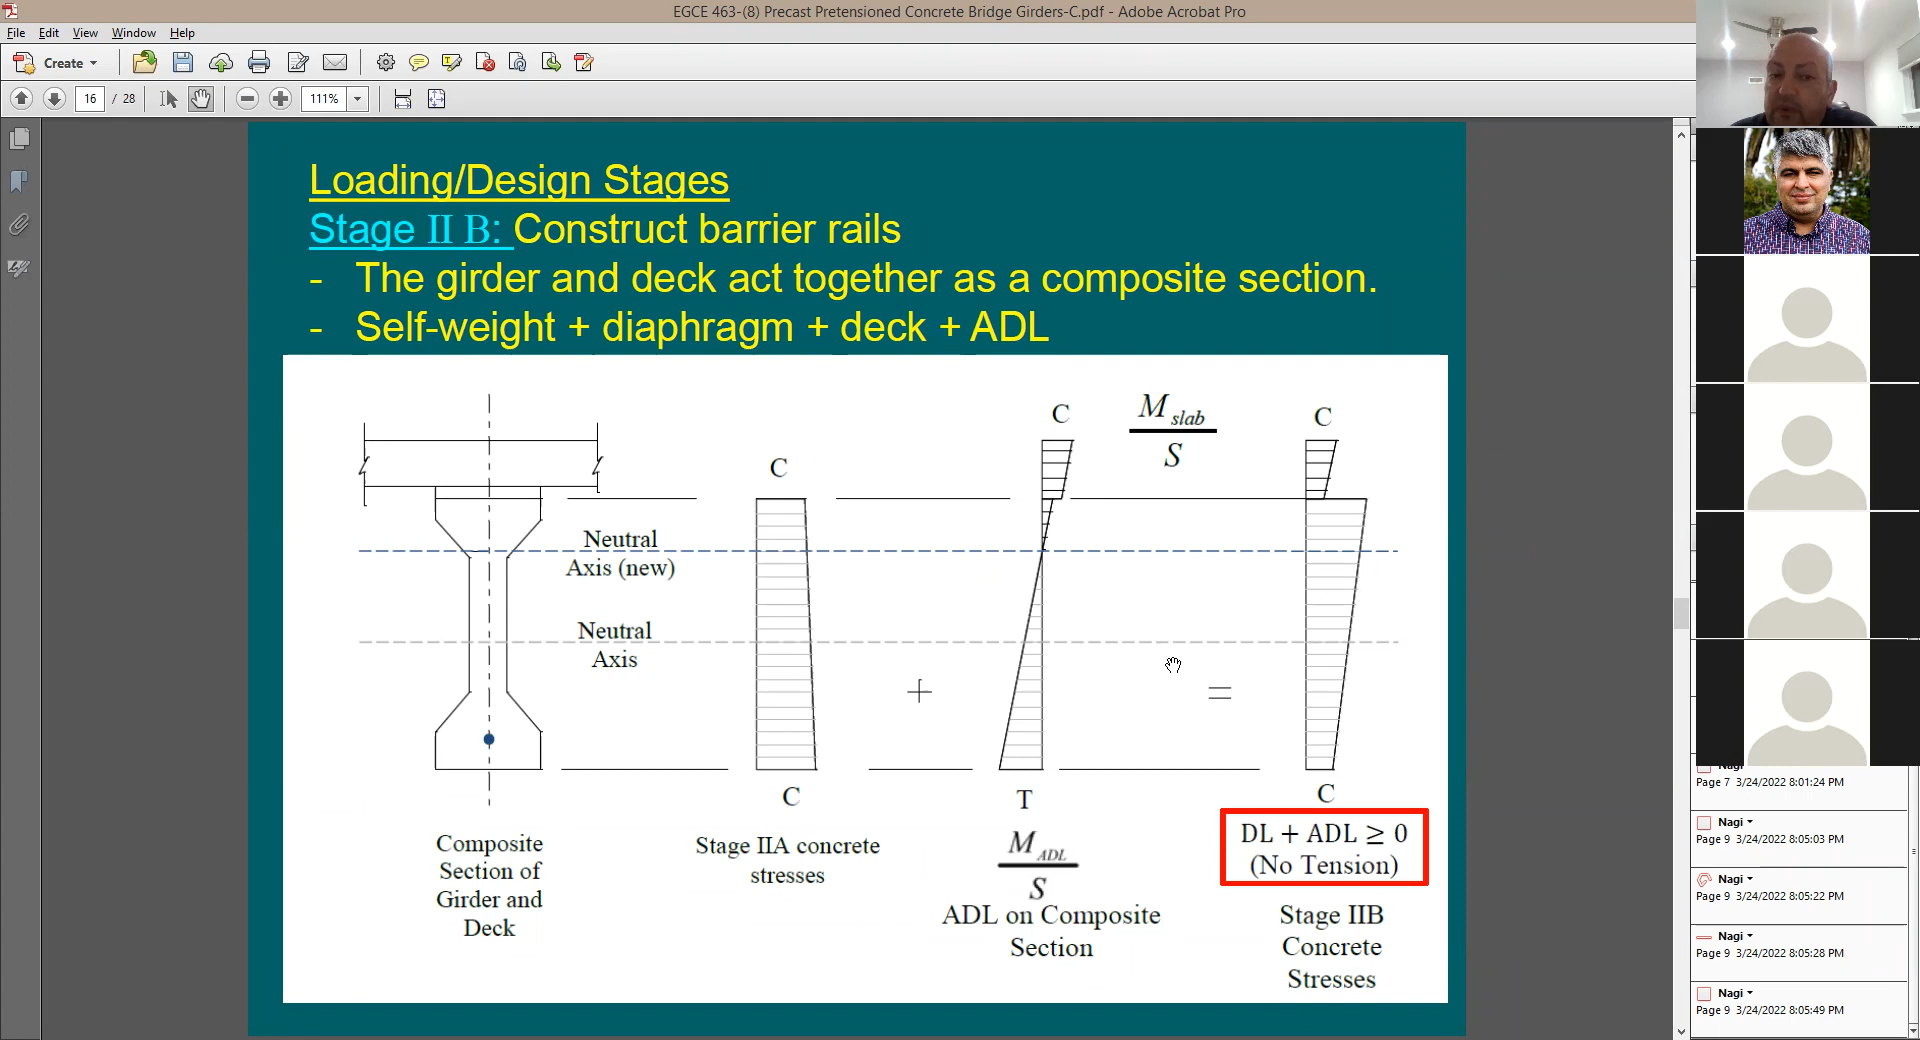 EGCE 463-(8) Precast Pretensioned Concrete Bridge Girders-C.pdf - Adobe Acrobat Pro
File Edit View Window Help
Create
16 / 28
111%
Loading/Design Stages
Stage II B: Construct barrier rails
- The girder and deck act together as a composite section.
- Self-weight + diaphragm + deck + ADL
C
C
M slab
S
C
Neutral
Axis (new)
Neutral
Axis
+
=
C
T
C
Composite
Section of
Girder and
Deck
Stage IIA concrete
stresses
M ADL
S
ADL on Composite
Section
DL + ADL ≥ 0
(No Tension)
Stage IIB
Concrete
Stresses
Nagi
Page 7 3/24/2022 8:01:24 PM
Nagi
Page 9 3/24/2022 8:05:03 PM
Nagi
Page 9 3/24/2022 8:05:22 PM
Nagi
Page 9 3/24/2022 8:05:28 PM
Nagi
Page 9 3/24/2022 8:05:49 PM